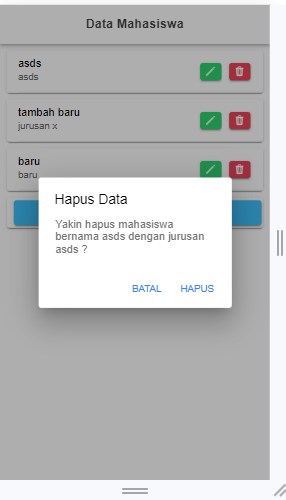 Data Mahasiswa
asds
asds
tambah baru
jurusan x
baru
baru
Hapus Data
Yakin hapus mahasiswa
bernama asds dengan jurusan
asds ?
BATAL HAPUS